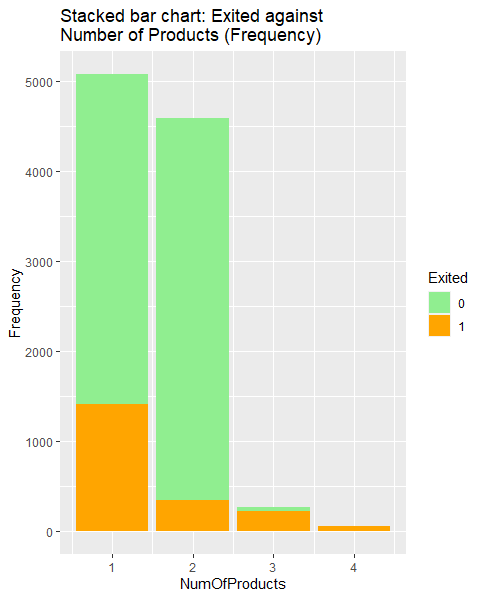 Stacked bar chart: Exited against
Number of Products (Frequency)
5000
4000
3000
2000
1000
0
Frequency
1 2 3 4
NumOfProducts
Exited
0
1